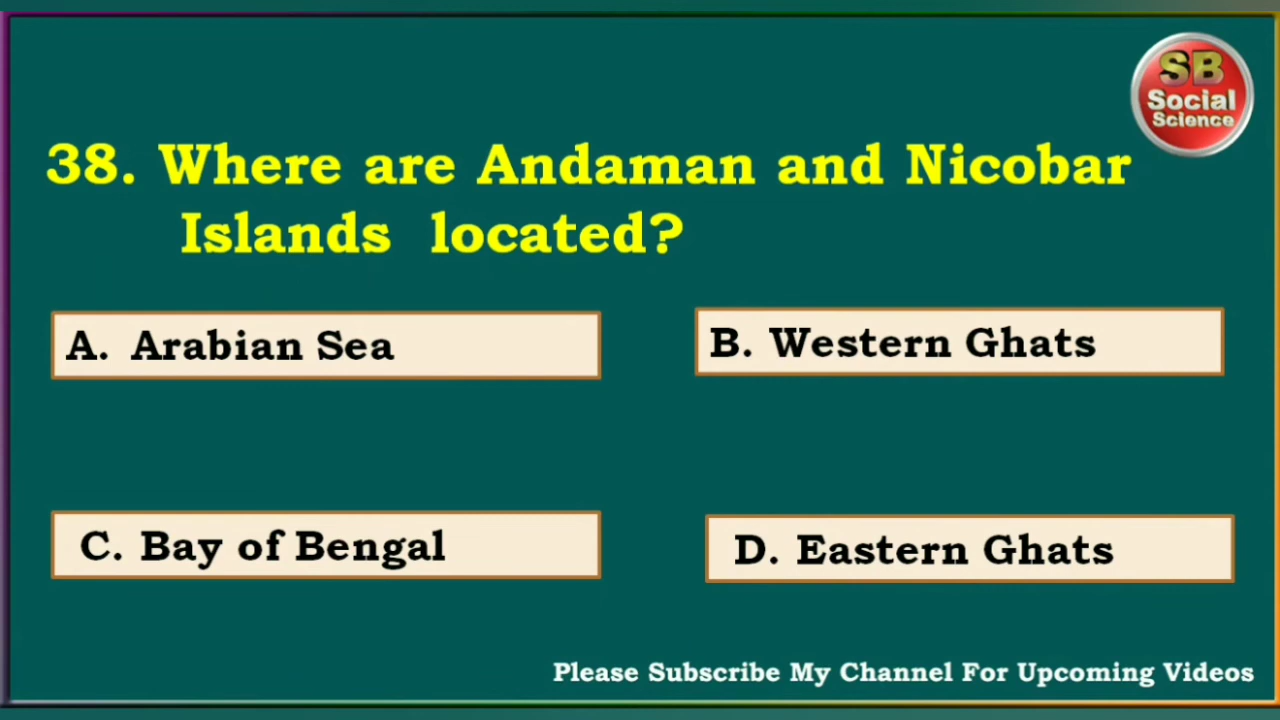 SB
Social
Science
38. Where are Andaman and Nicobar
Islands located?
A. Arabian Sea
B. Western Ghats
C. Bay of Bengal
D. Eastern Ghats
Please Subscribe My Channel For Upcoming Videos